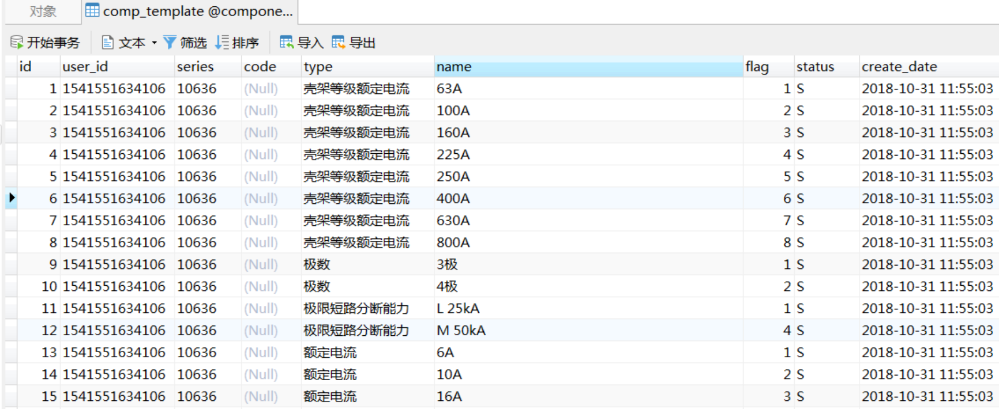 对象 comp_template @compone...
开始事务 文本 筛选 排序 导入 导出
id user_id series code type name flag status create_date
1 1541551634106 10636 (Null) 壳架等级额定电流 63A 1 S 2018-10-31 11:55:03
2 1541551634106 10636 (Null) 壳架等级额定电流 100A 2 S 2018-10-31 11:55:03
3 1541551634106 10636 (Null) 壳架等级额定电流 160A 3 S 2018-10-31 11:55:03
4 1541551634106 10636 (Null) 壳架等级额定电流 225A 4 S 2018-10-31 11:55:03
5 1541551634106 10636 (Null) 壳架等级额定电流 250A 5 S 2018-10-31 11:55:03
6 1541551634106 10636 (Null) 壳架等级额定电流 400A 6 S 2018-10-31 11:55:03
7 1541551634106 10636 (Null) 壳架等级额定电流 630A 7 S 2018-10-31 11:55:03
8 1541551634106 10636 (Null) 壳架等级额定电流 800A 8 S 2018-10-31 11:55:03
9 1541551634106 10636 (Null) 极数 3极 1 S 2018-10-31 11:55:03
10 1541551634106 10636 (Null) 极数 4极 2 S 2018-10-31 11:55:03
11 1541551634106 10636 (Null) 极限短路分断能力 L 25kA 1 S 2018-10-31 11:55:03
12 1541551634106 10636 (Null) 极限短路分断能力 M 50kA 4 S 2018-10-31 11:55:03
13 1541551634106 10636 (Null) 额定电流 6A 1 S 2018-10-31 11:55:03
14 1541551634106 10636 (Null) 额定电流 10A 2 S 2018-10-31 11:55:03
15 1541551634106 10636 (Null) 额定电流 16A 3 S 2018-10-31 11:55:03